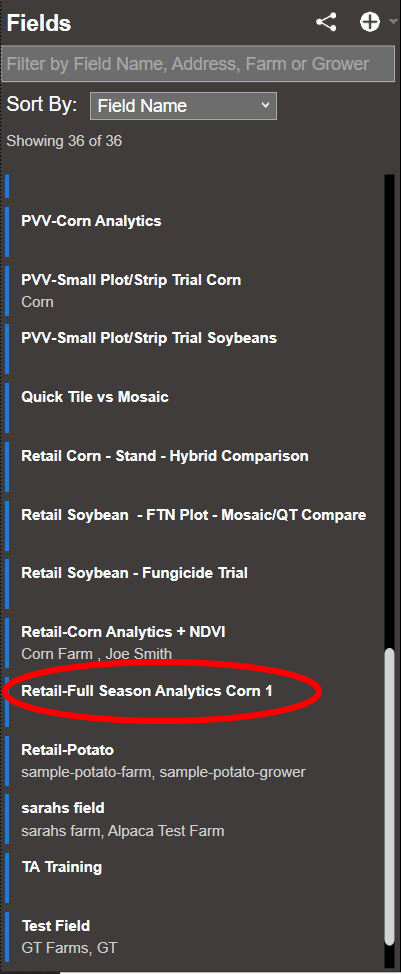 Fields
Filter by Field Name, Address, Farm or Grower
Sort By: Field Name
Showing 36 of 36
PVV-Corn Analytics
PVV-Small Plot/Strip Trial Corn
Corn
PVV-Small Plot/Strip Trial Soybeans
Quick Tile vs Mosaic
Retail Corn - Stand - Hybrid Comparison
Retail Soybean  - FTN Plot - Mosaic/QT Compare
Retail Soybean - Fungicide Trial
Retail-Corn Analytics + NDVI
Corn Farm , Joe Smith
Retail-Full Season Analytics Corn 1
Retail-Potato
sample-potato-farm, sample-potato-grower
sarahs field
sarahs farm, Alpaca Test Farm
TA Training
Test Field
GT Farms, GT